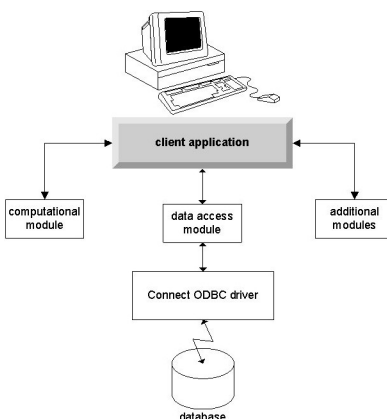 client application
computational
module
data access
module
additional
modules
Connect ODBC driver
database